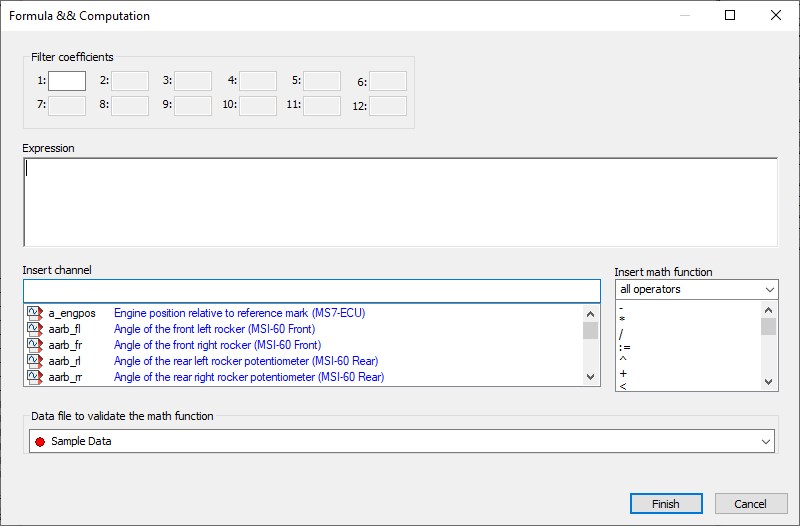 Formula && Computation
Filter coefficients
1: 2: 3: 4: 5: 6:
7: 8: 9: 10: 11: 12:
Expression
Insert channel
Insert math function
all operators
a_engpos Engine position relative to reference mark (MS7-ECU)
aarb_fl Angle of the front left rocker (MSI-60 Front)
aarb_fr Angle of the front right rocker (MSI-60 Front)
aarb_rl Angle of the rear left rocker potentiometer (MSI-60 Rear)
aarb_rr Angle of the rear right rocker potentiometer (MSI-60 Rear)
-
*
/
:=
^
+
<
Data file to validate the math function
Sample Data
Finish Cancel